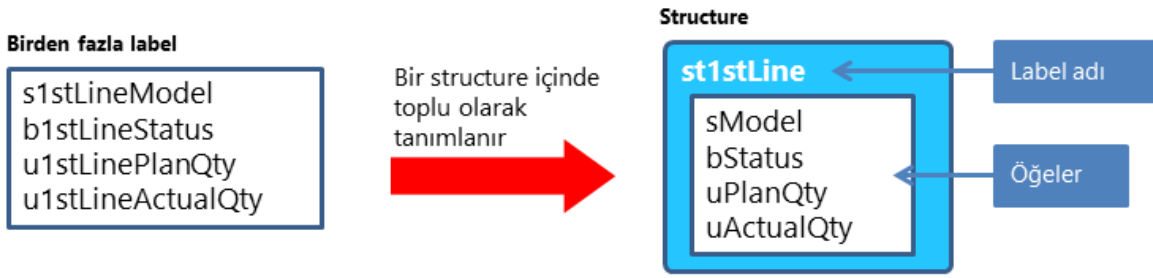 Birden fazla label
s1stLineModel
b1stLineStatus
u1stLinePlanQty
u1stLineActualQty
Bir structure içinde
toplu olarak
tanımlanır
Structure
st1stLine
sModel
bStatus
uPlanQty
uActualQty
Label adı
Öğeler